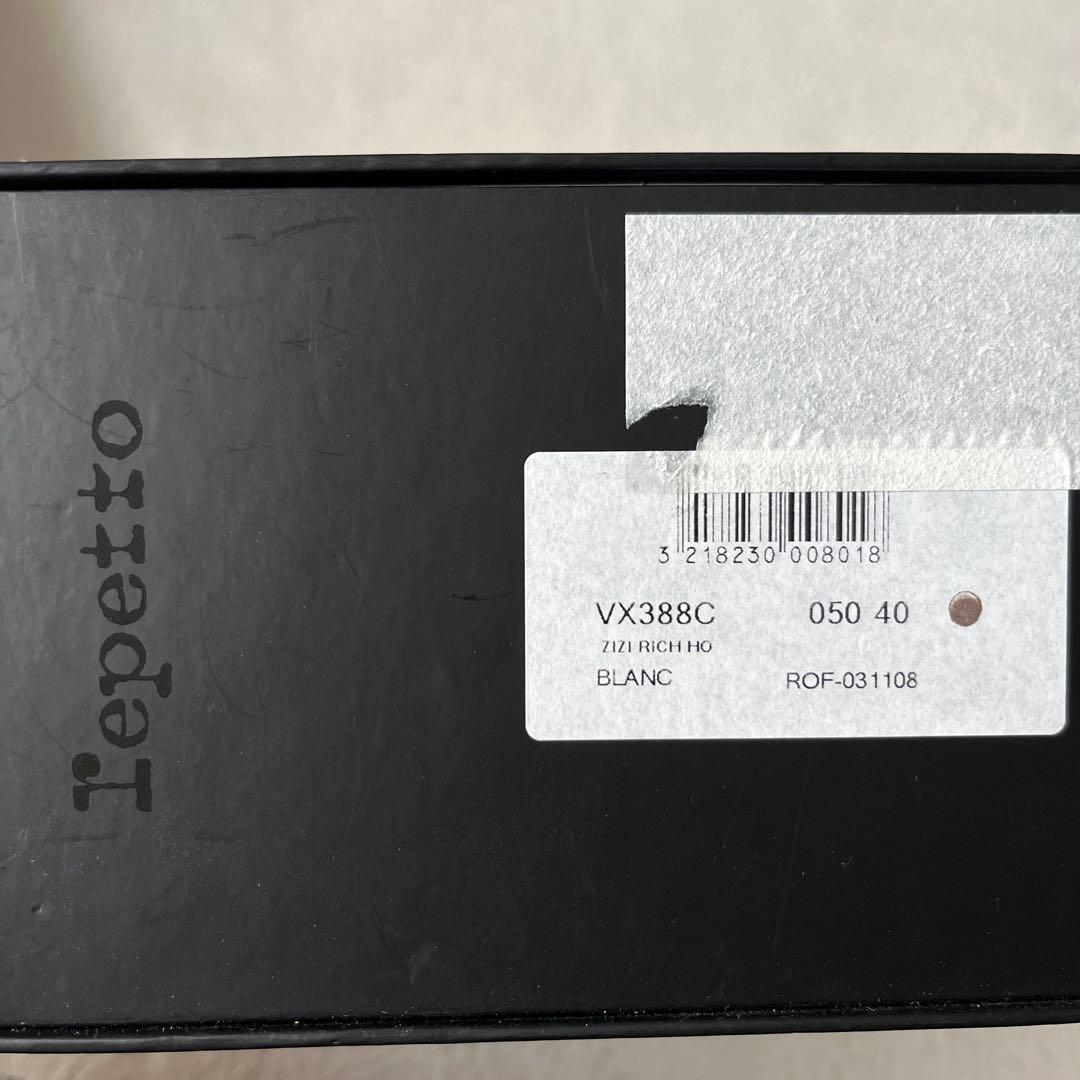 repetto
3 218230 008018
VX388C 050 40
ZIZI RICH HO
BLANC ROF-031108